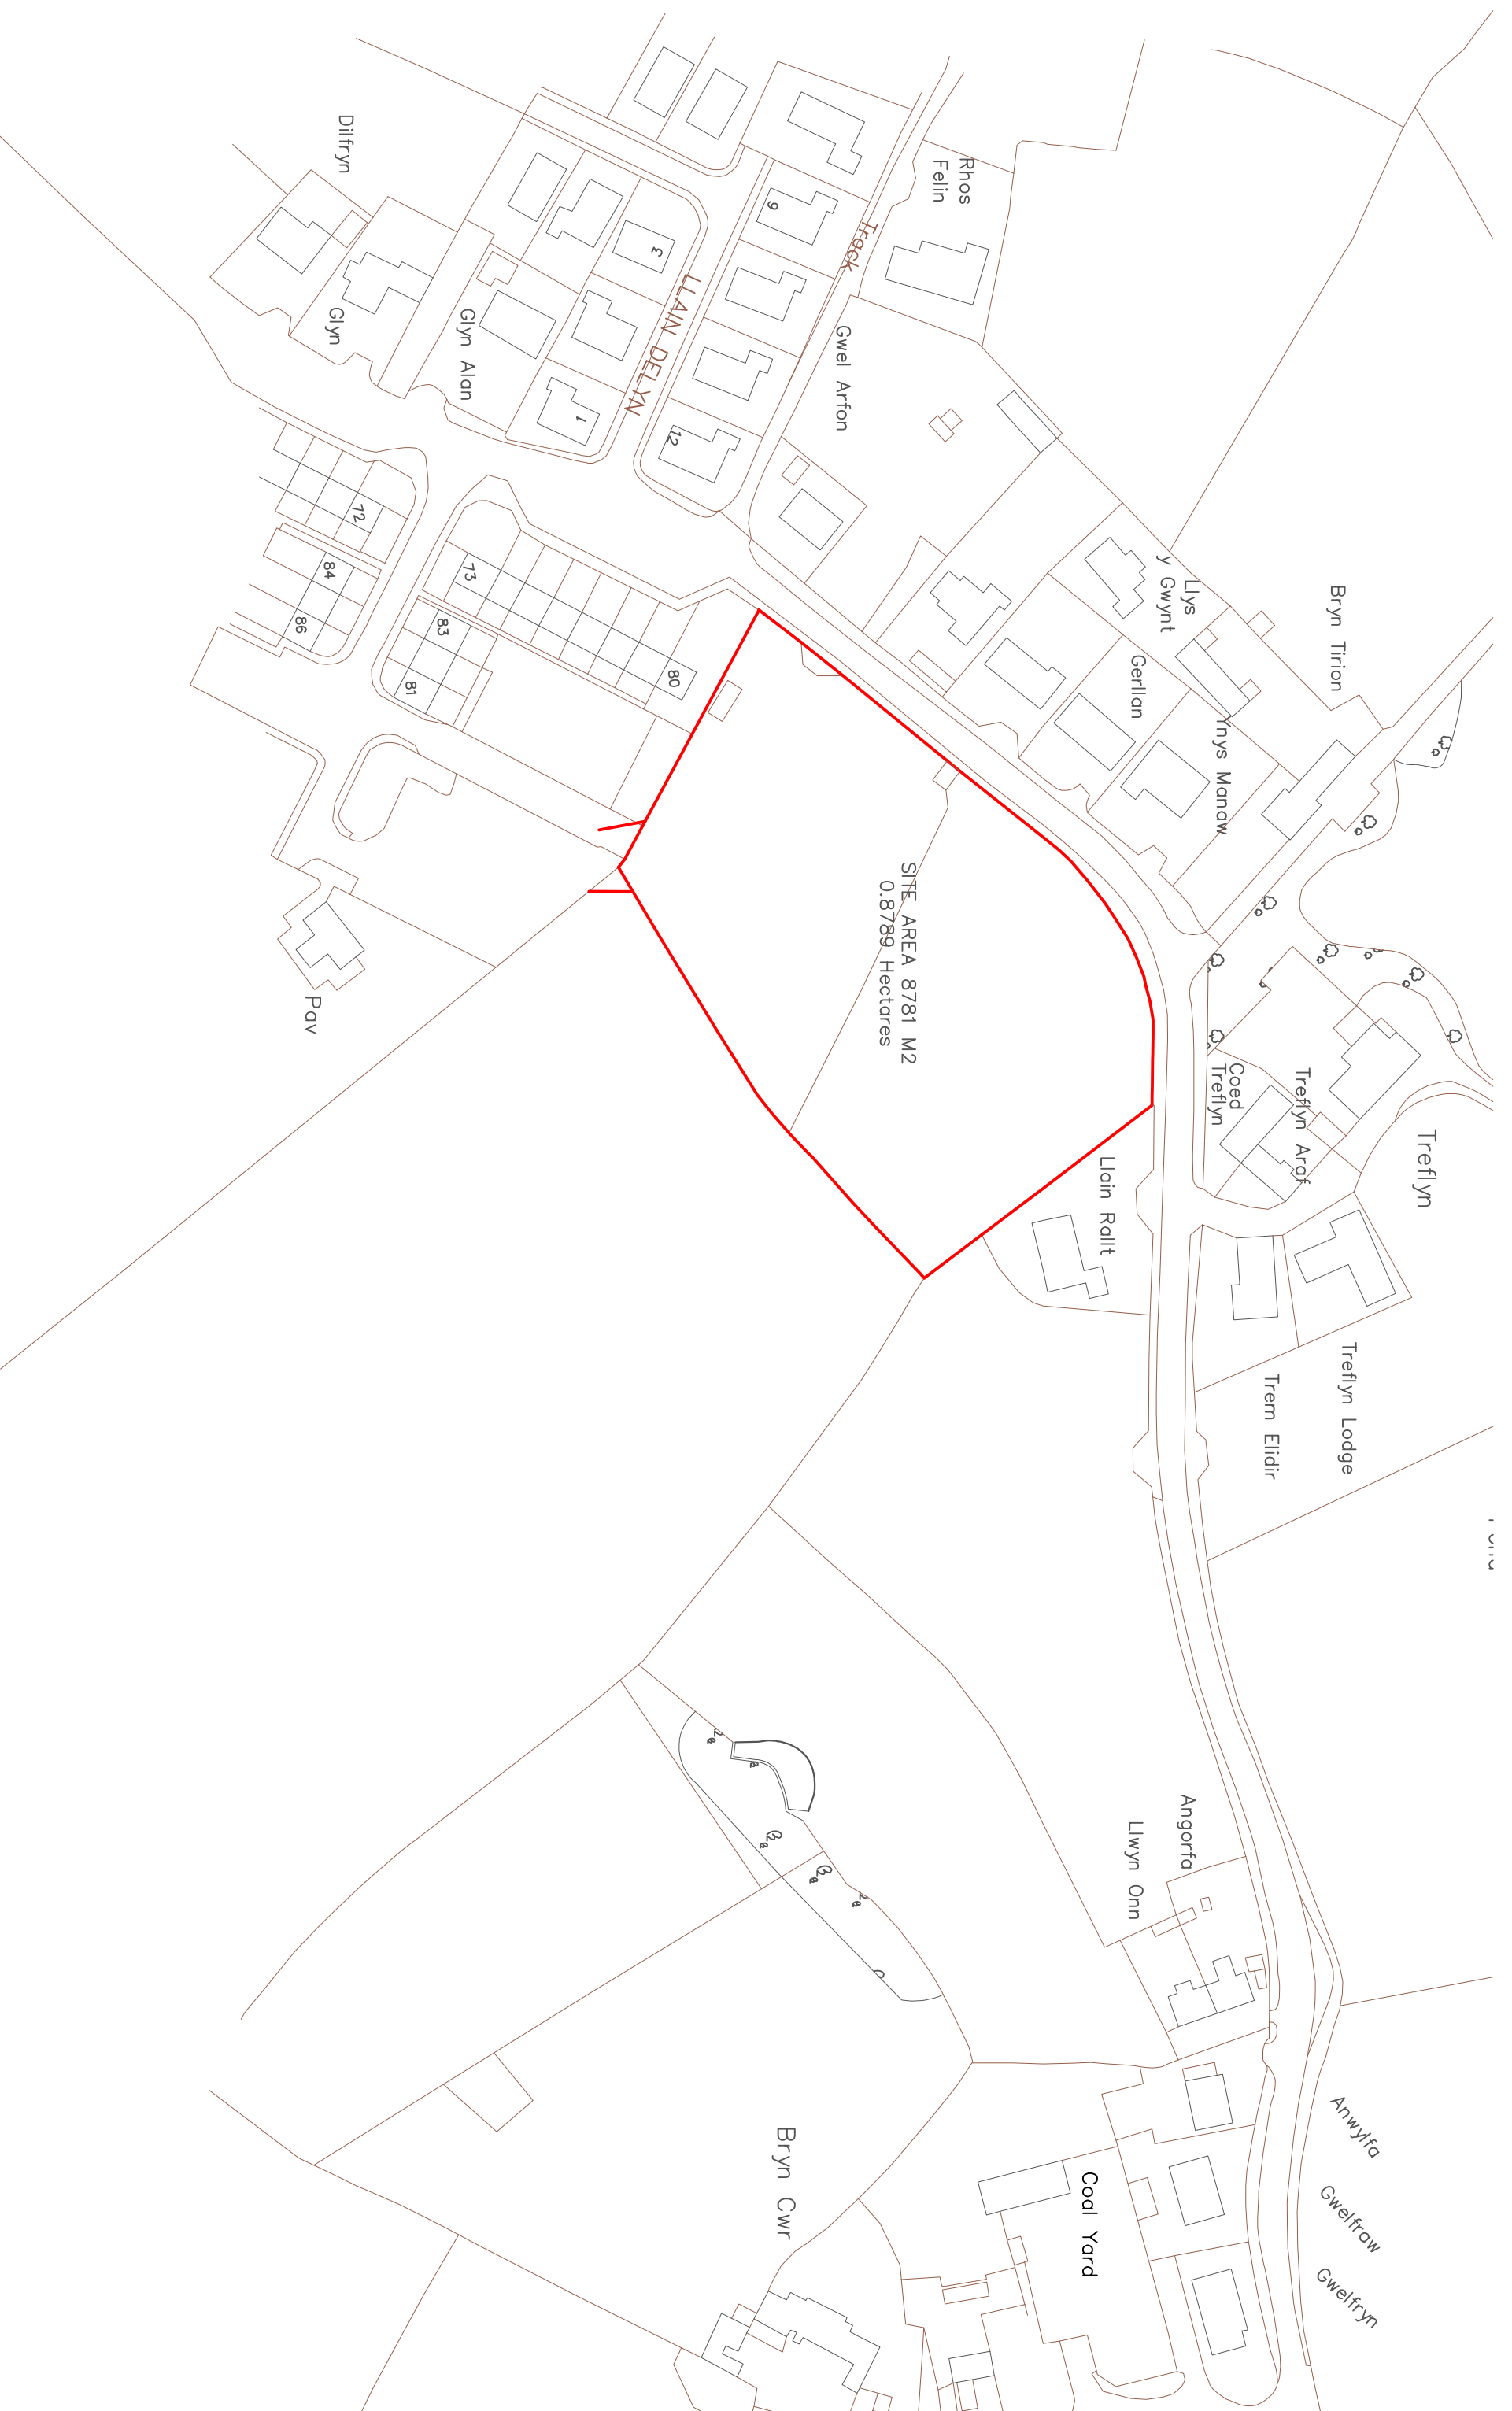 Dilfryn
Glyn
Glyn Alan
3
1
LLAIN DELYN
9
12
Track
Rhos
Felin
Gwel Arfon
72
84
86
73
83
81
80
Llys
y Gwynt
Gerllan
Bryn Tirion
Ynys Manaw
SITE AREA 8781 M2
0.8789 Hectares
Pav
Coed
Treflyn
Treflyn Araf
Treflyn
Llain Rallt
Treflyn Lodge
Trem Elidir
Angorfa
Llwyn Onn
Anwylfa
Gwelfraw
Gwelfryn
Coal Yard
Bryn Cwr